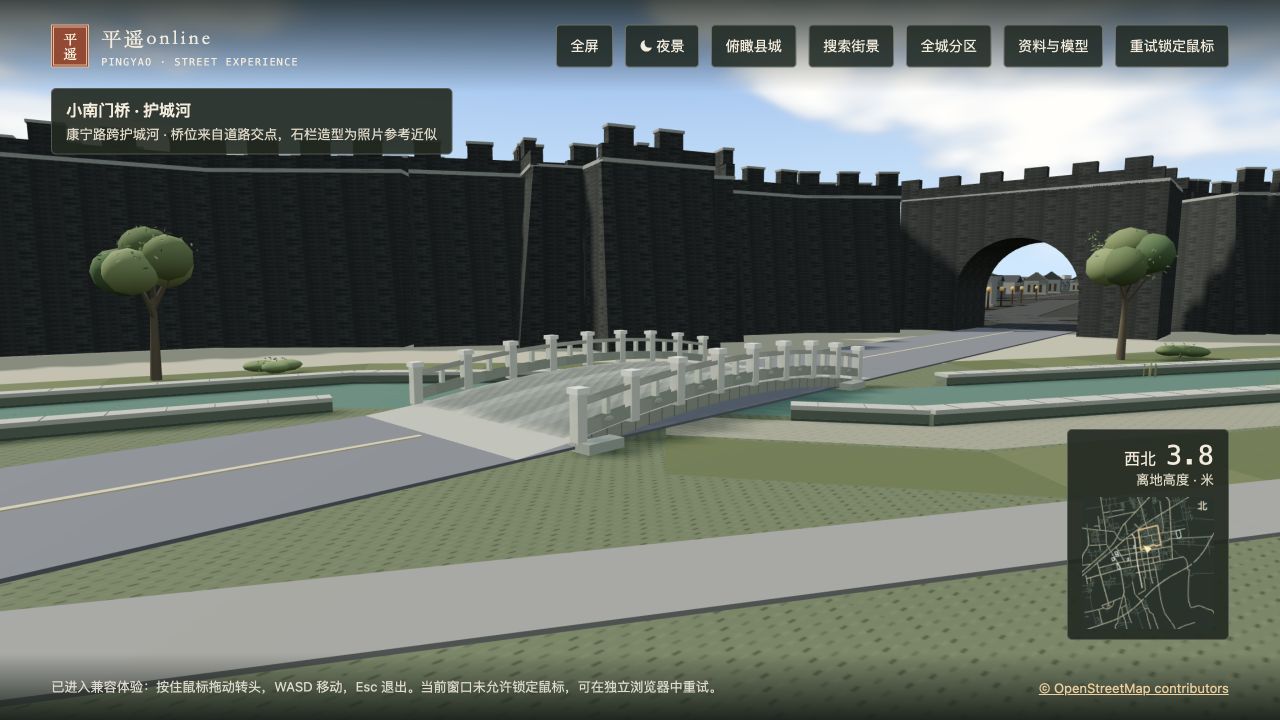 平遥
平遥online
PINGYAO · STREET EXPERIENCE
全屏
夜景
俯瞰县城
搜索街景
全城分区
资料与模型
重试锁定鼠标
小南门桥 · 护城河
康宁路跨护城河 · 桥位来自道路交点，石栏造型为照片参考近似
西北 3.8
离地高度 · 米
北
已进入兼容体验：按住鼠标拖动转头，WASD 移动，Esc 退出。当前窗口未允许锁定鼠标，可在独立浏览器中重试。
© OpenStreetMap contributors